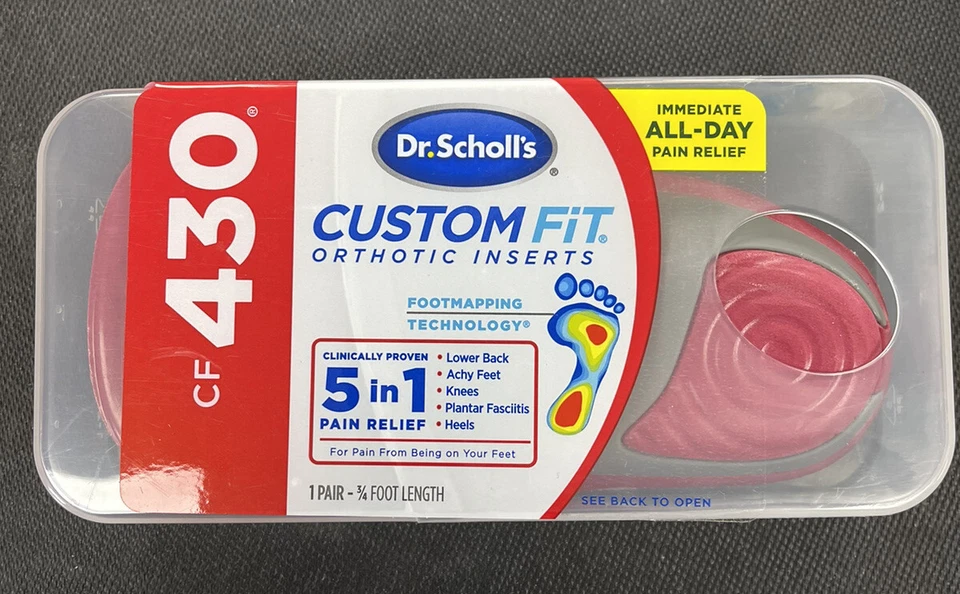 CF 430®
Dr.Scholl's®
CUSTOM FiT®
ORTHOTIC INSERTS
FOOTMAPPING
TECHNOLOGY®
CLINICALLY PROVEN
5 in 1
PAIN RELIEF
• Lower Back
• Achy Feet
• Knees
• Plantar Fasciitis
• Heels
For Pain From Being on Your Feet
1 PAIR - ¾ FOOT LENGTH
IMMEDIATE
ALL-DAY
PAIN RELIEF
SEE BACK TO OPEN